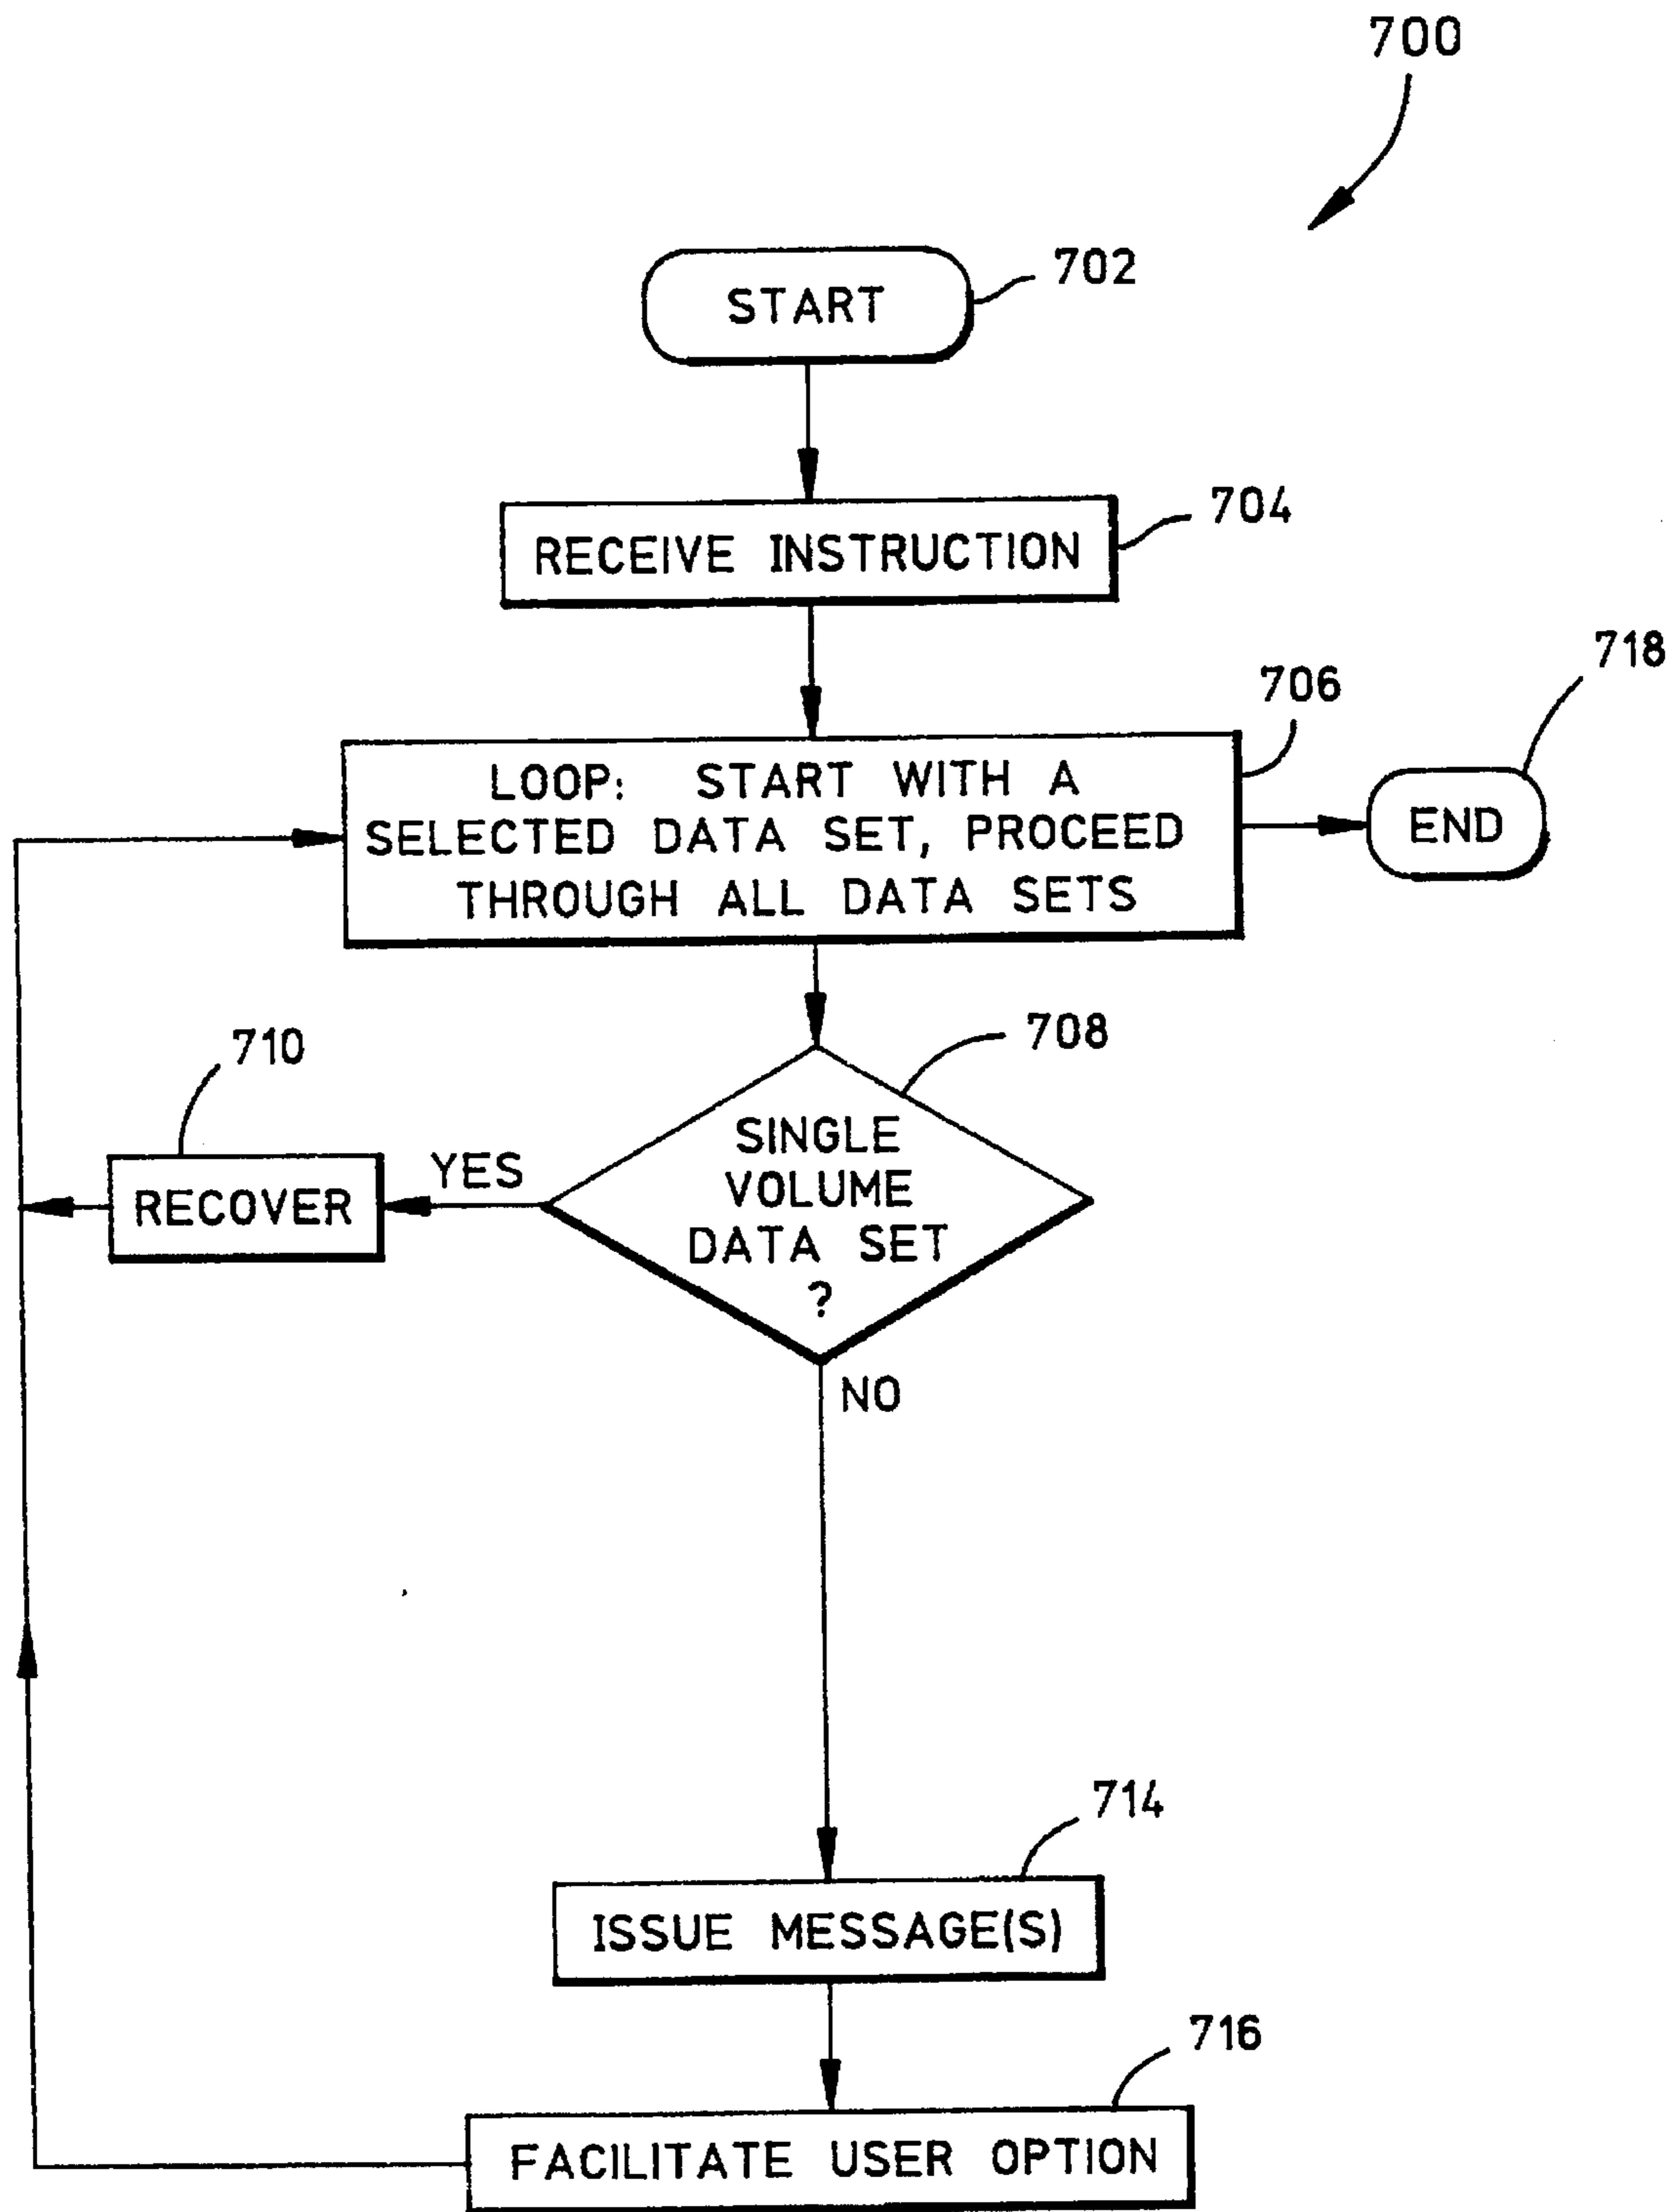 700
START
702
RECEIVE INSTRUCTION
704
718
706
LOOP: START WITH A
SELECTED DATA SET, PROCEED
THROUGH ALL DATA SETS
END
708
710
SINGLE
VOLUME
DATA SET
?
YES
RECOVER
NO
714
ISSUE MESSAGE(S)
716
FACILITATE USER OPTION